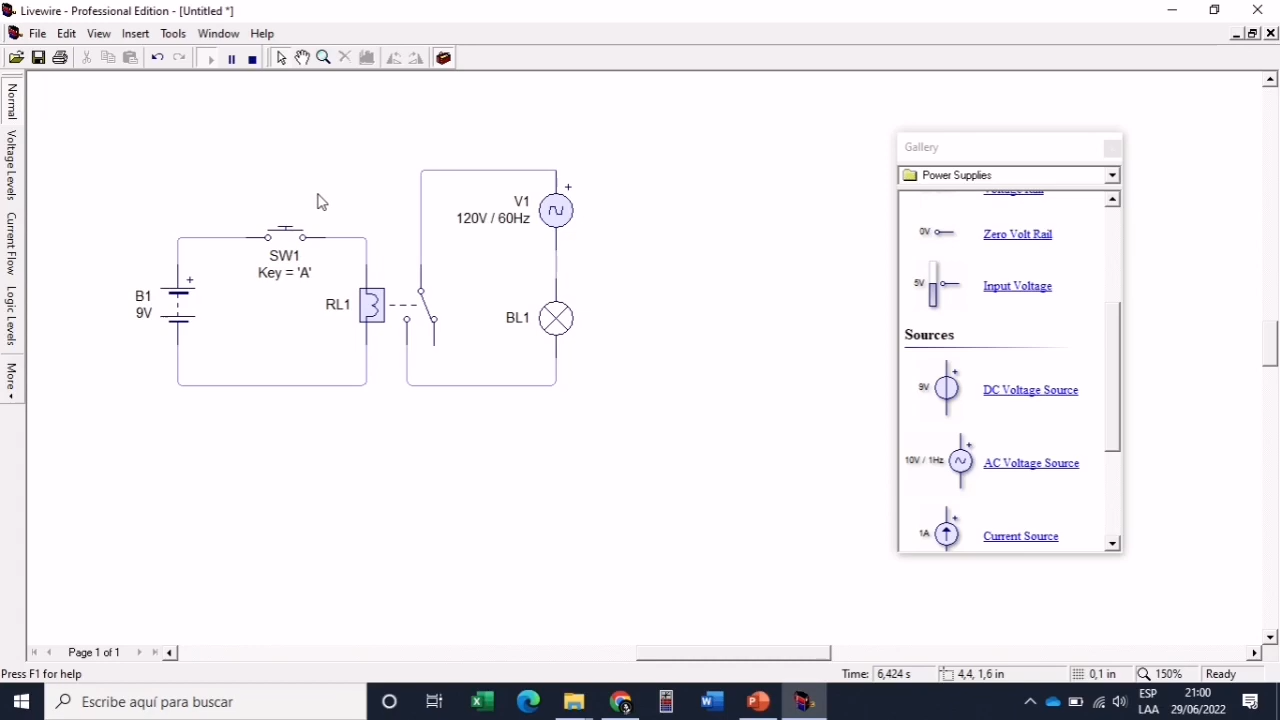 Livewire - Professional Edition - [Untitled *]
File Edit View Insert Tools Window Help
Normal
Voltage Levels
Current Flow
Logic Levels
More
B1
9V
SW1
Key = 'A'
RL1
V1
120V / 60Hz
BL1
Gallery
Power Supplies
Voltage Rail
0V Zero Volt Rail
5V Input Voltage
Sources
9V DC Voltage Source
10V / 1Hz AC Voltage Source
1A Current Source
Page 1 of 1
Press F1 for help
Time: 6,424 s
4,4, 1,6 in
0,1 in
150%
Ready
Escribe aquí para buscar
ESP
LAA
21:00
29/06/2022